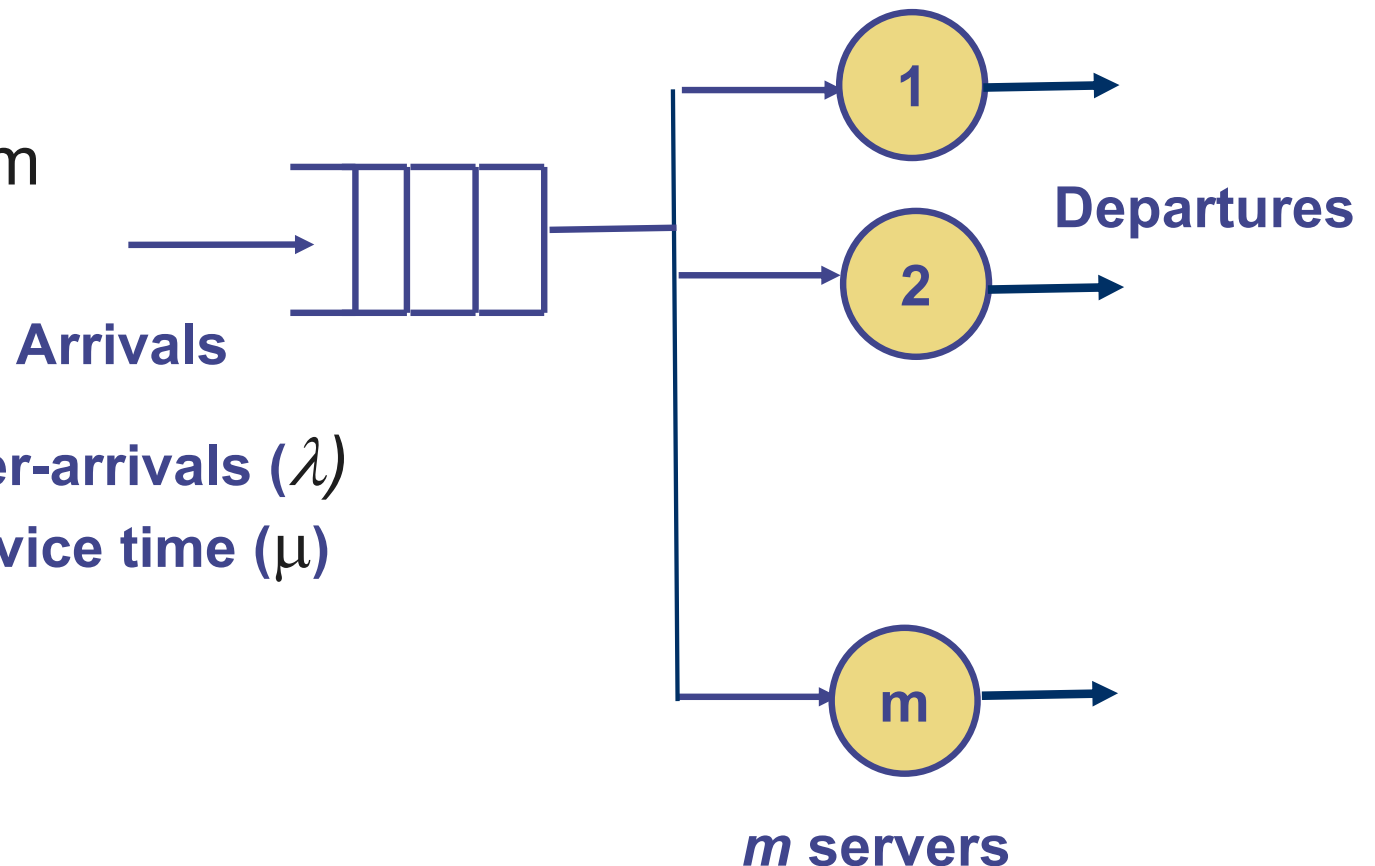 m
1
Departures
2
Arrivals
er-arrivals (λ)
vice time (μ)
m
m servers